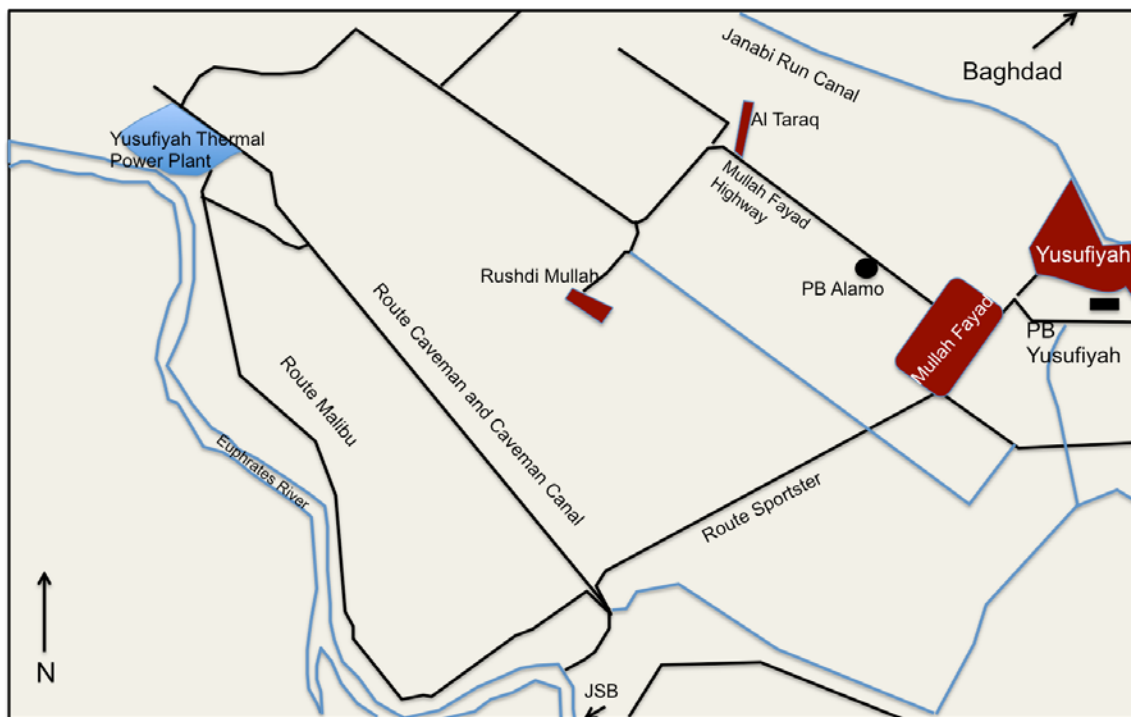 Janabi Run Canal
Baghdad
Al Taraq
Yusufiyah Thermal
Power Plant
Mullah Fayad
Highway
Yusufiyah
Rushdi Mullah
PB Alamo
Mullah Fayad
PB
Yusufiyah
Route Caveman and Caveman Canal
Route Malibu
Euphrates River
Route Sportster
N
JSB